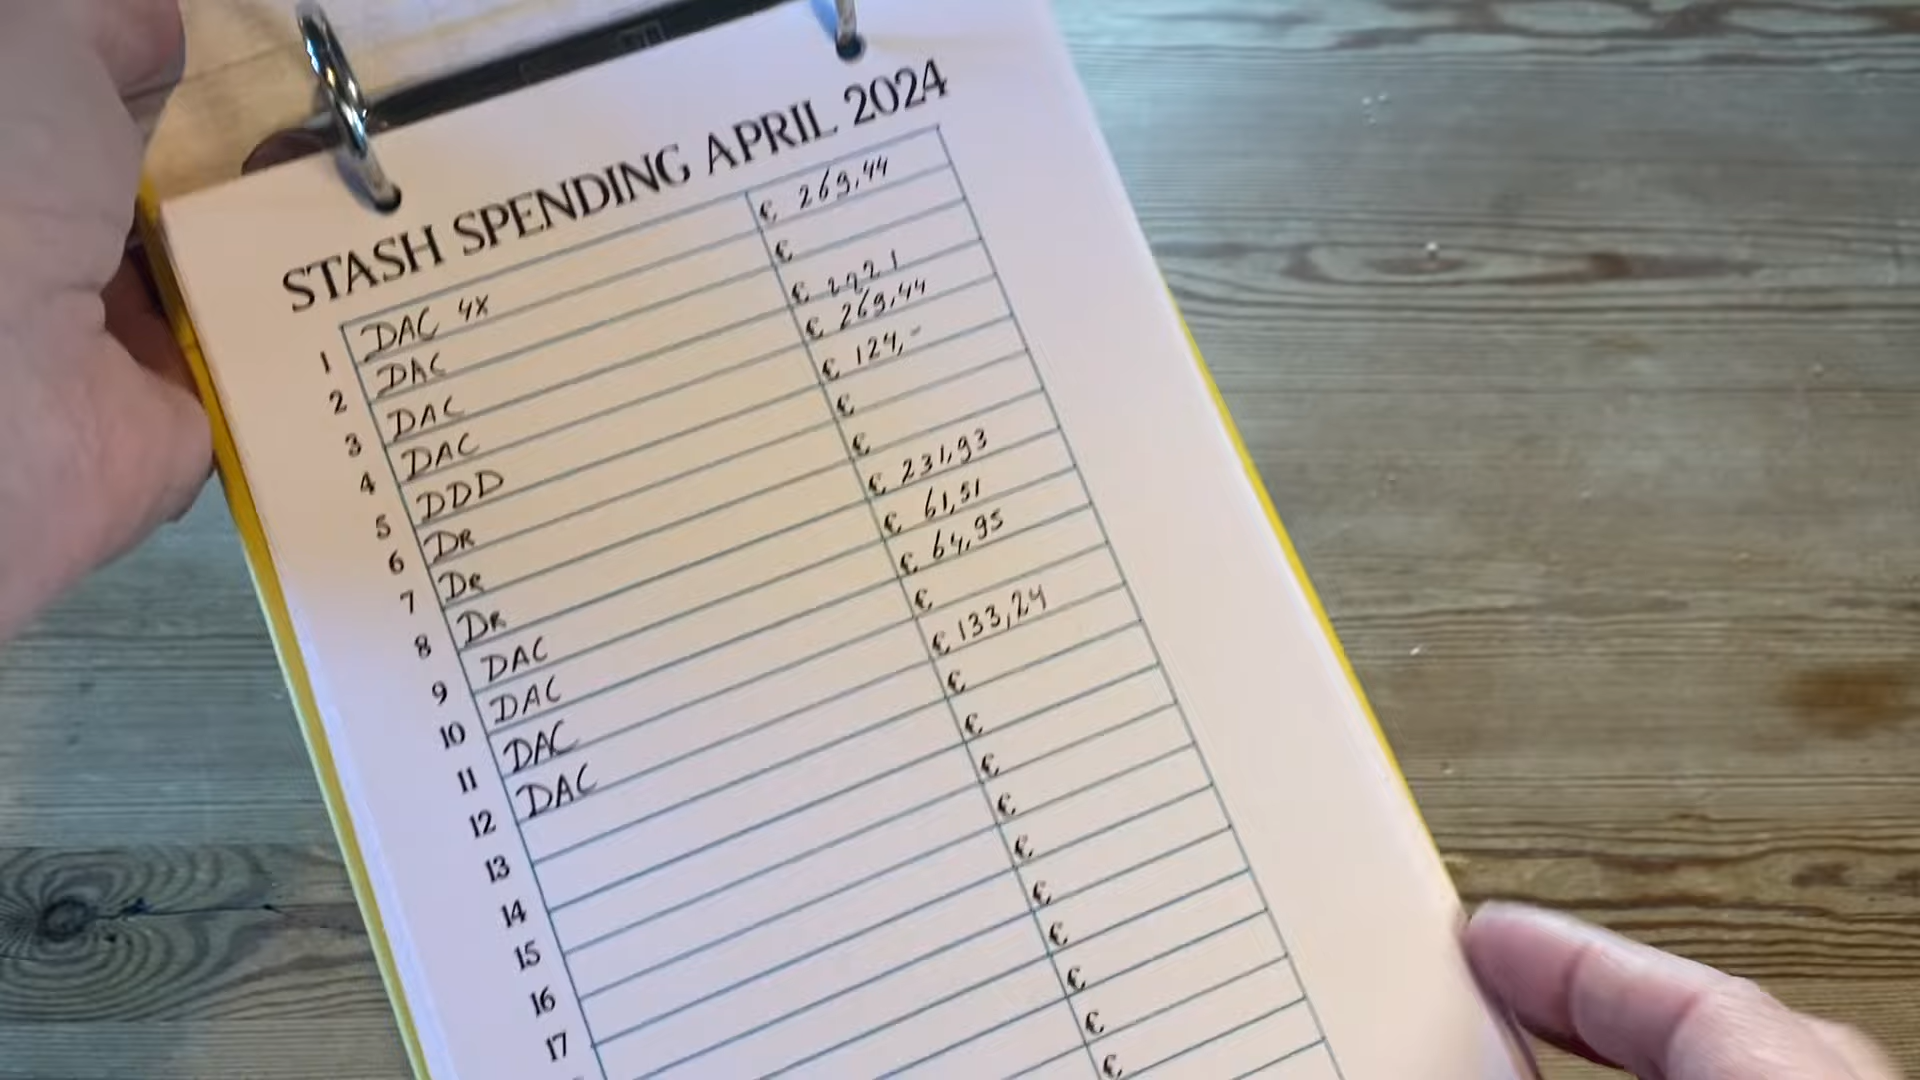 STASH SPENDING APRIL 2024
1 DAC 4X € 269,44
2 DAC €
3 DAC € 22,21
4 DAC € 269,44
5 DDD € 124,-
6 DR €
7 DR €
8 DR € 231,93
9 DAC € 61,51
10 DAC € 64,95
11 DAC €
12 DAC € 133,24
13 €
14 €
15 €
16 €
17 €
€
€
€
€
€